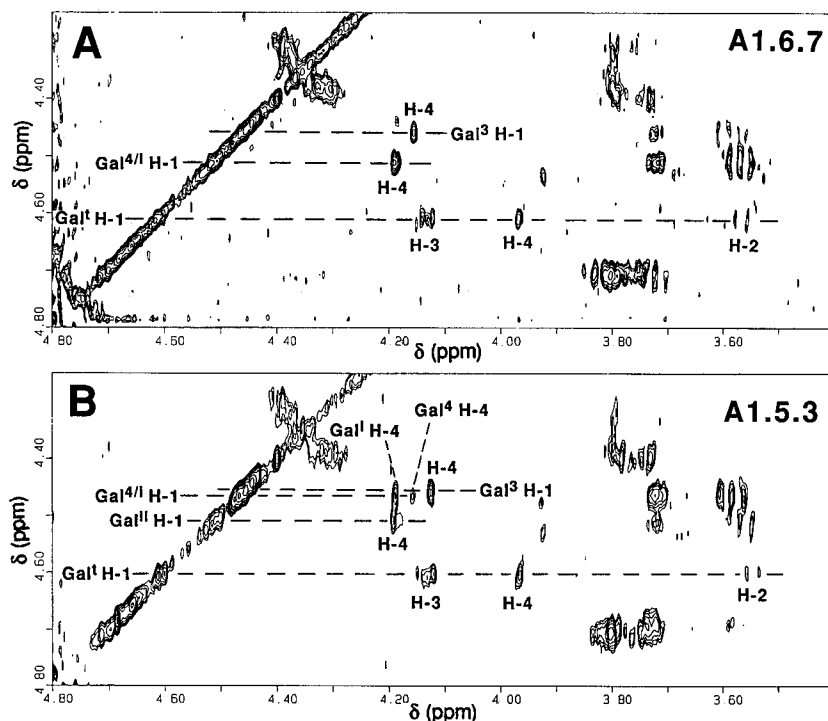 A
A1.6.7
4.40
H-4
Gal³ H-1
Gal⁴/ᴵ H-1
H-4
4.60
Galᵗ H-1
H-3
H-4
H-2
δ (ppm)
4.80
4.80
4.60
4.40
4.20
4.00
3.80
3.60
δ (ppm)
B
A1.5.3
Galᴵ H-4
Gal⁴ H-4
4.40
H-4
Gal⁴/ᴵ H-1
Gal³ H-1
Galᴵᴵ H-1
H-4
4.60
Galᵗ H-1
H-3
H-4
H-2
δ (ppm)
4.80
4.80
4.60
4.40
4.20
4.00
3.80
3.60
δ (ppm)